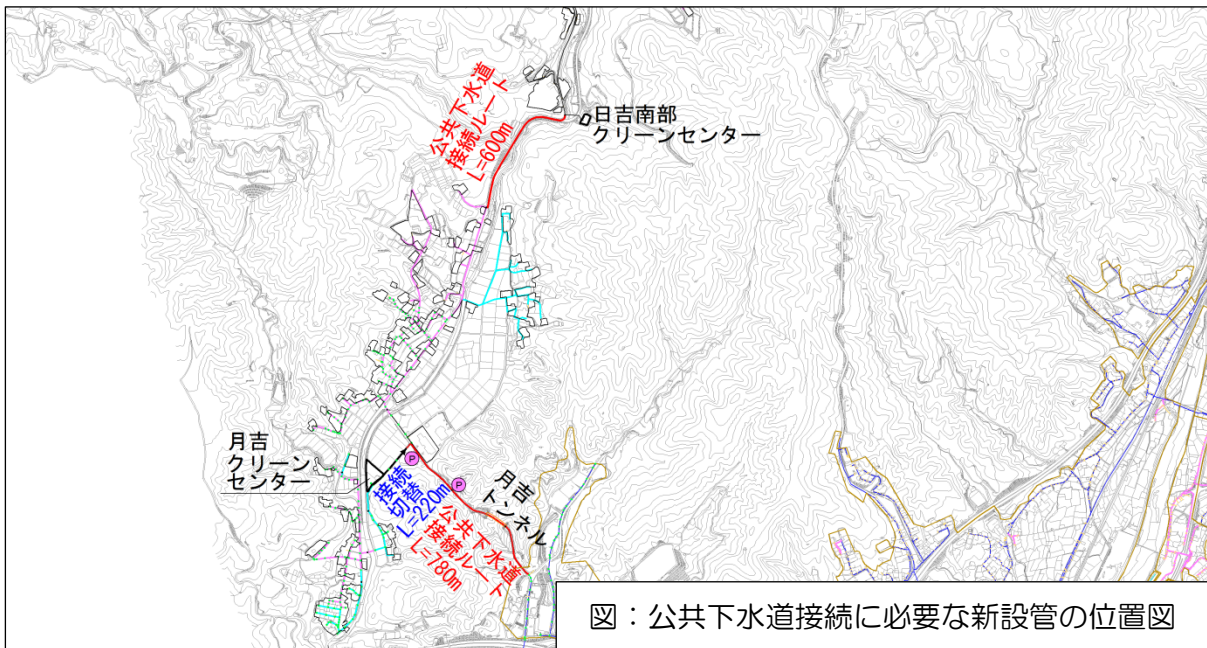 公共下水道
接続ルート
L=600m
日吉南部
クリーンセンター
月吉
クリーン
センター
接続
切替
L=220m
P
P
公共下水道
接続ルート
L=780m
月吉
トンネル
図：公共下水道接続に必要な新設管の位置図